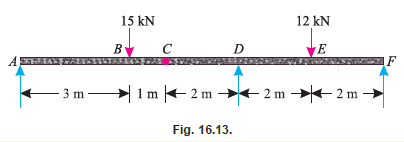 15 kN 12 kN
A B C D E F
3 m 1 m 2 m 2 m 2 m
Fig. 16.13.